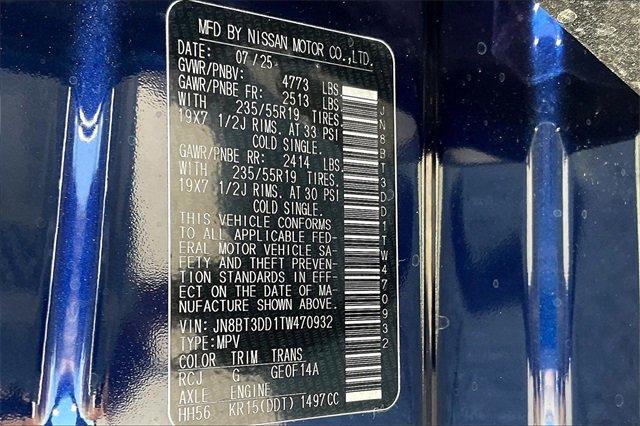 MFD BY NISSAN MOTOR CO.,LTD.
DATE: 07/25
GVWR/PNBV: 4773 LBS.
GAWR/PNBE FR: 2513 LBS.
WITH 235/55R19 TIRES.
19X7 1/2J RIMS. AT 33 PSI
COLD SINGLE.
GAWR/PNBE RR: 2414 LBS.
WITH 235/55R19 TIRES.
19X7 1/2J RIMS. AT 30 PSI
COLD SINGLE.
THIS VEHICLE CONFORMS
TO ALL APPLICABLE FED-
ERAL MOTOR VEHICLE SA-
FETY AND THEFT PREVEN-
TION STANDARDS IN EFF-
ECT ON THE DATE OF MA-
NUFACTURE SHOWN ABOVE.
VIN: JN8BT3DD1TW470932
TYPE:MPV
COLOR TRIM TRANS
RCJ G GE0F14A
AXLE ENGINE
HH56 KR15(DDT) 1497CC
JN8BT3DD1TW470932